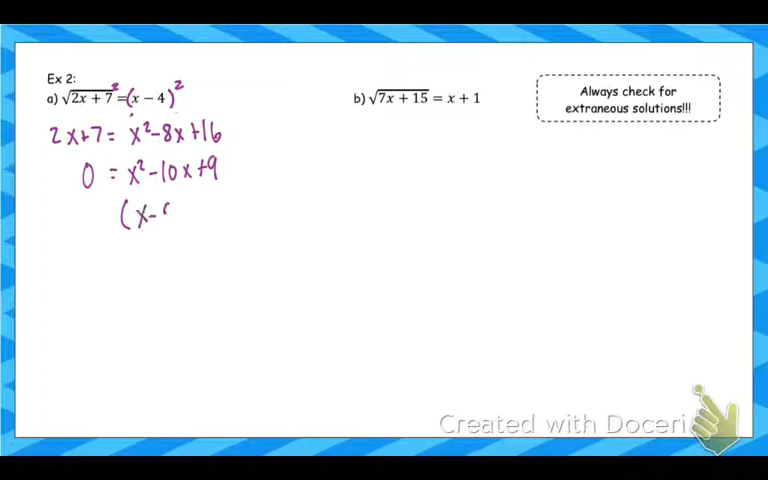 Ex 2:
a) √2x + 7² = (x − 4)²
2x+7 = x²-8x+16
0 = x²-10x+9
(x-
b) √7x + 15 = x + 1
Always check for
extraneous solutions!!!
Created with Doceri